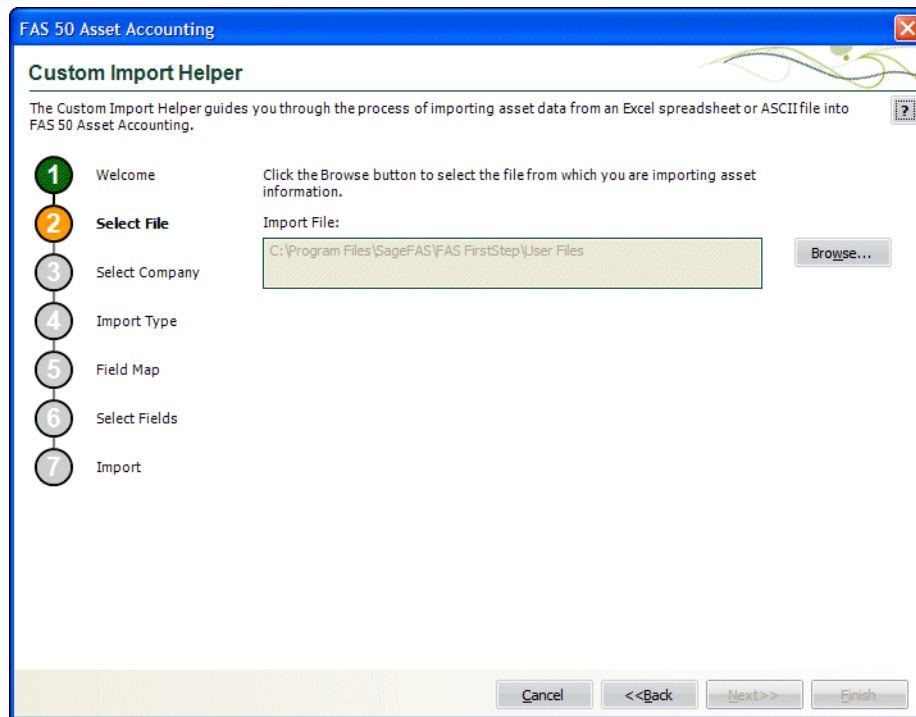 FAS 50 Asset Accounting
Custom Import Helper
The Custom Import Helper guides you through the process of importing asset data from an Excel spreadsheet or ASCII file into
FAS 50 Asset Accounting.
?
1 Welcome
Click the Browse button to select the file from which you are importing asset
information.
2 Select File
Import File:
C:\Program Files\SageFAS\FAS FirstStep\User Files
Browse...
3 Select Company
4 Import Type
5 Field Map
6 Select Fields
7 Import
Cancel <<Back Next>> Finish